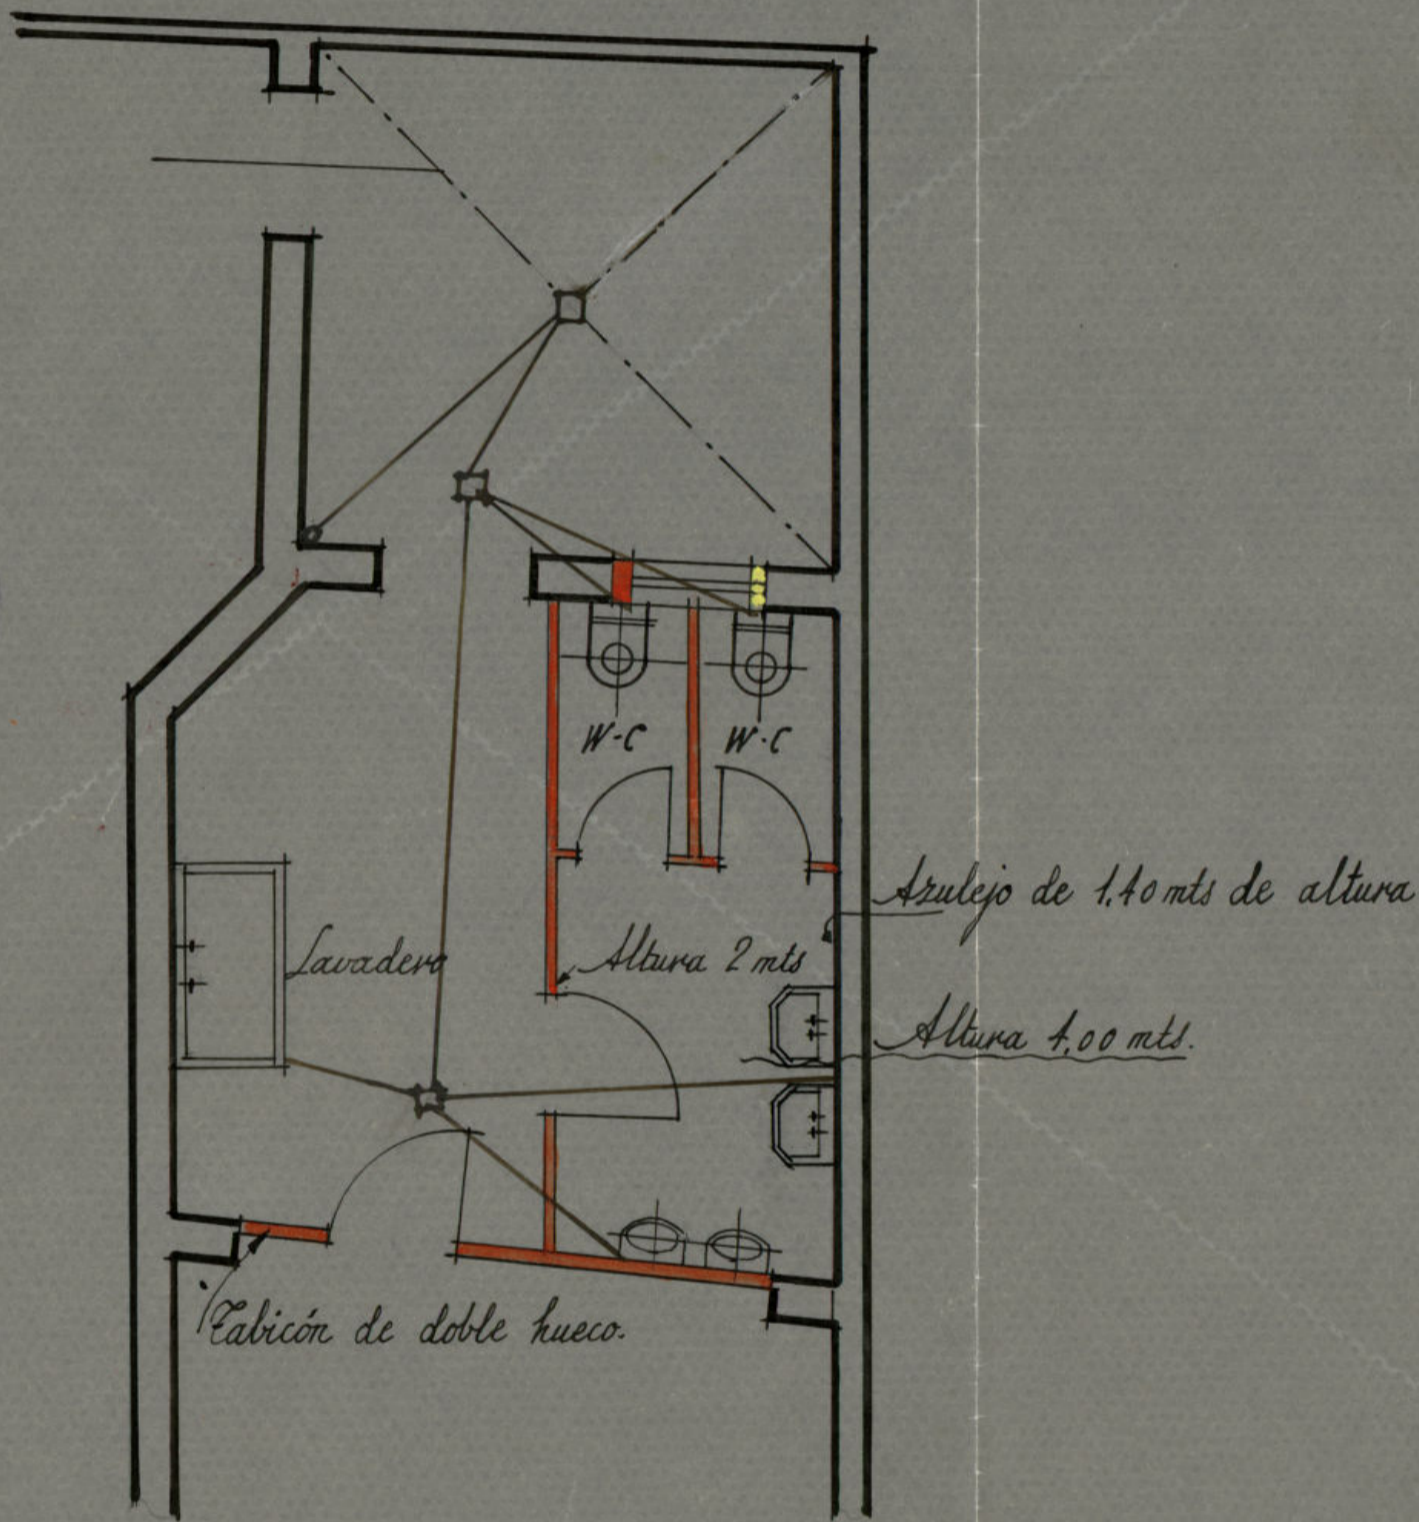 W-C
W-C
Azulejo de 1,40 mts de altura
Lavadero
Altura 2 mts
Altura 1,00 mts.
Tabicón de doble hueco.